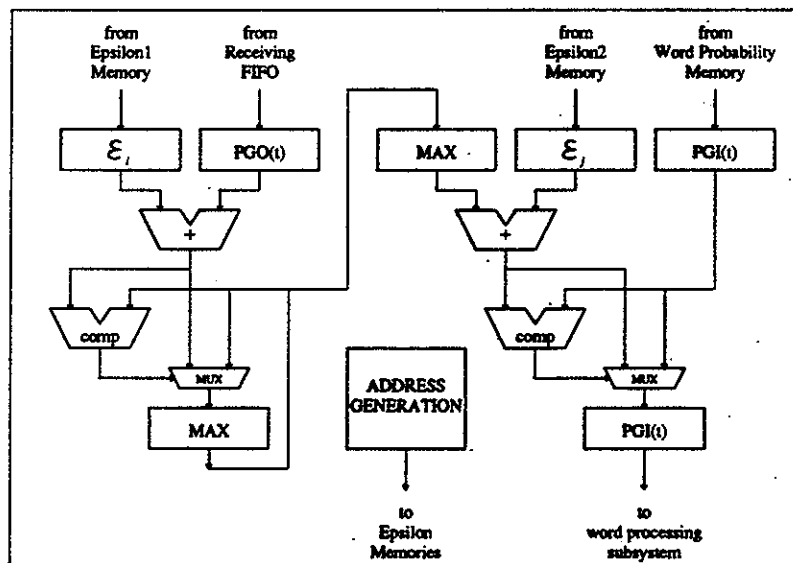 from
Epsilon1
Memory
from
Receiving
FIFO
from
Epsilon2
Memory
from
Word Probability
Memory
ε i
PGO(t)
MAX
ε j
PGI(t)
+
+
comp
comp
MUX
MUX
MAX
ADDRESS
GENERATION
PGI(t)
to
Epsilon
Memories
to
word processing
subsystem